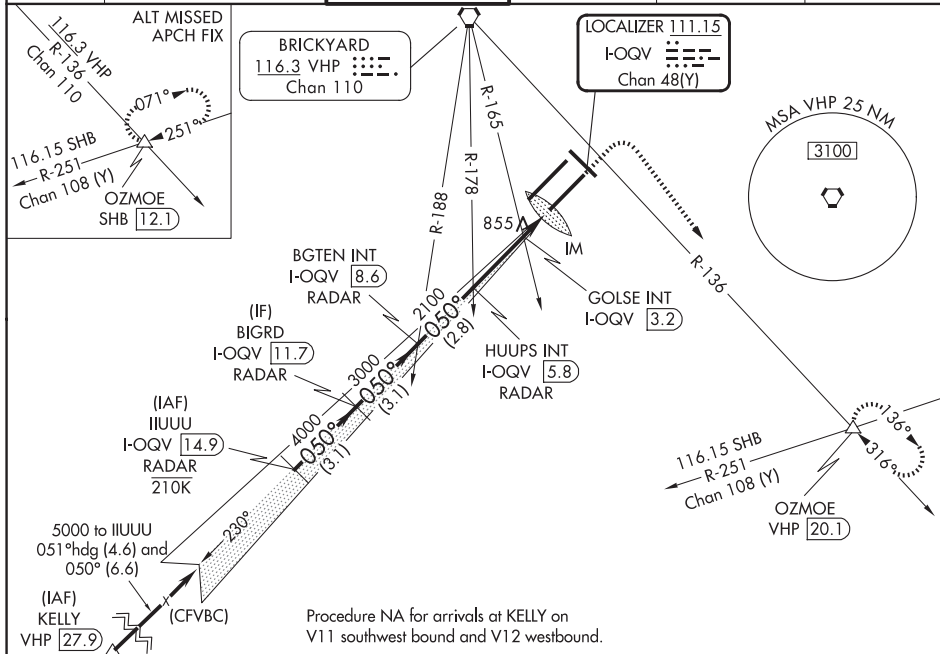 ALT MISSED
APCH FIX
116.3 VHP
R-136
Chan 110
071°
251°
116.15 SHB
R-251
Chan 108 (Y)
OZMOE
SHB 12.1
BRICKYARD
116.3 VHP
Chan 110
LOCALIZER 111.15
I-OQV
Chan 48(Y)
MSA VHP 25 NM
3100
R-188
R-178
R-165
R-136
855
IM
BGTEN INT
I-OQV 8.6
RADAR
GOLSE INT
I-OQV 3.2
(IF)
BIGRD
I-OQV 11.7
RADAR
HUUPS INT
I-OQV 5.8
RADAR
2100
050°
(2.8)
3000
050°
(3.1)
4000
050°
(3.1)
(IAF)
IIUUU
I-OQV 14.9
RADAR
210K
230°
5000 to IIUUU
051°hdg (4.6) and
050° (6.6)
(CFVBC)
(IAF)
KELLY
VHP 27.9
116.15 SHB
R-251
Chan 108 (Y)
136°
316°
OZMOE
VHP 20.1
Procedure NA for arrivals at KELLY on
V11 southwest bound and V12 westbound.